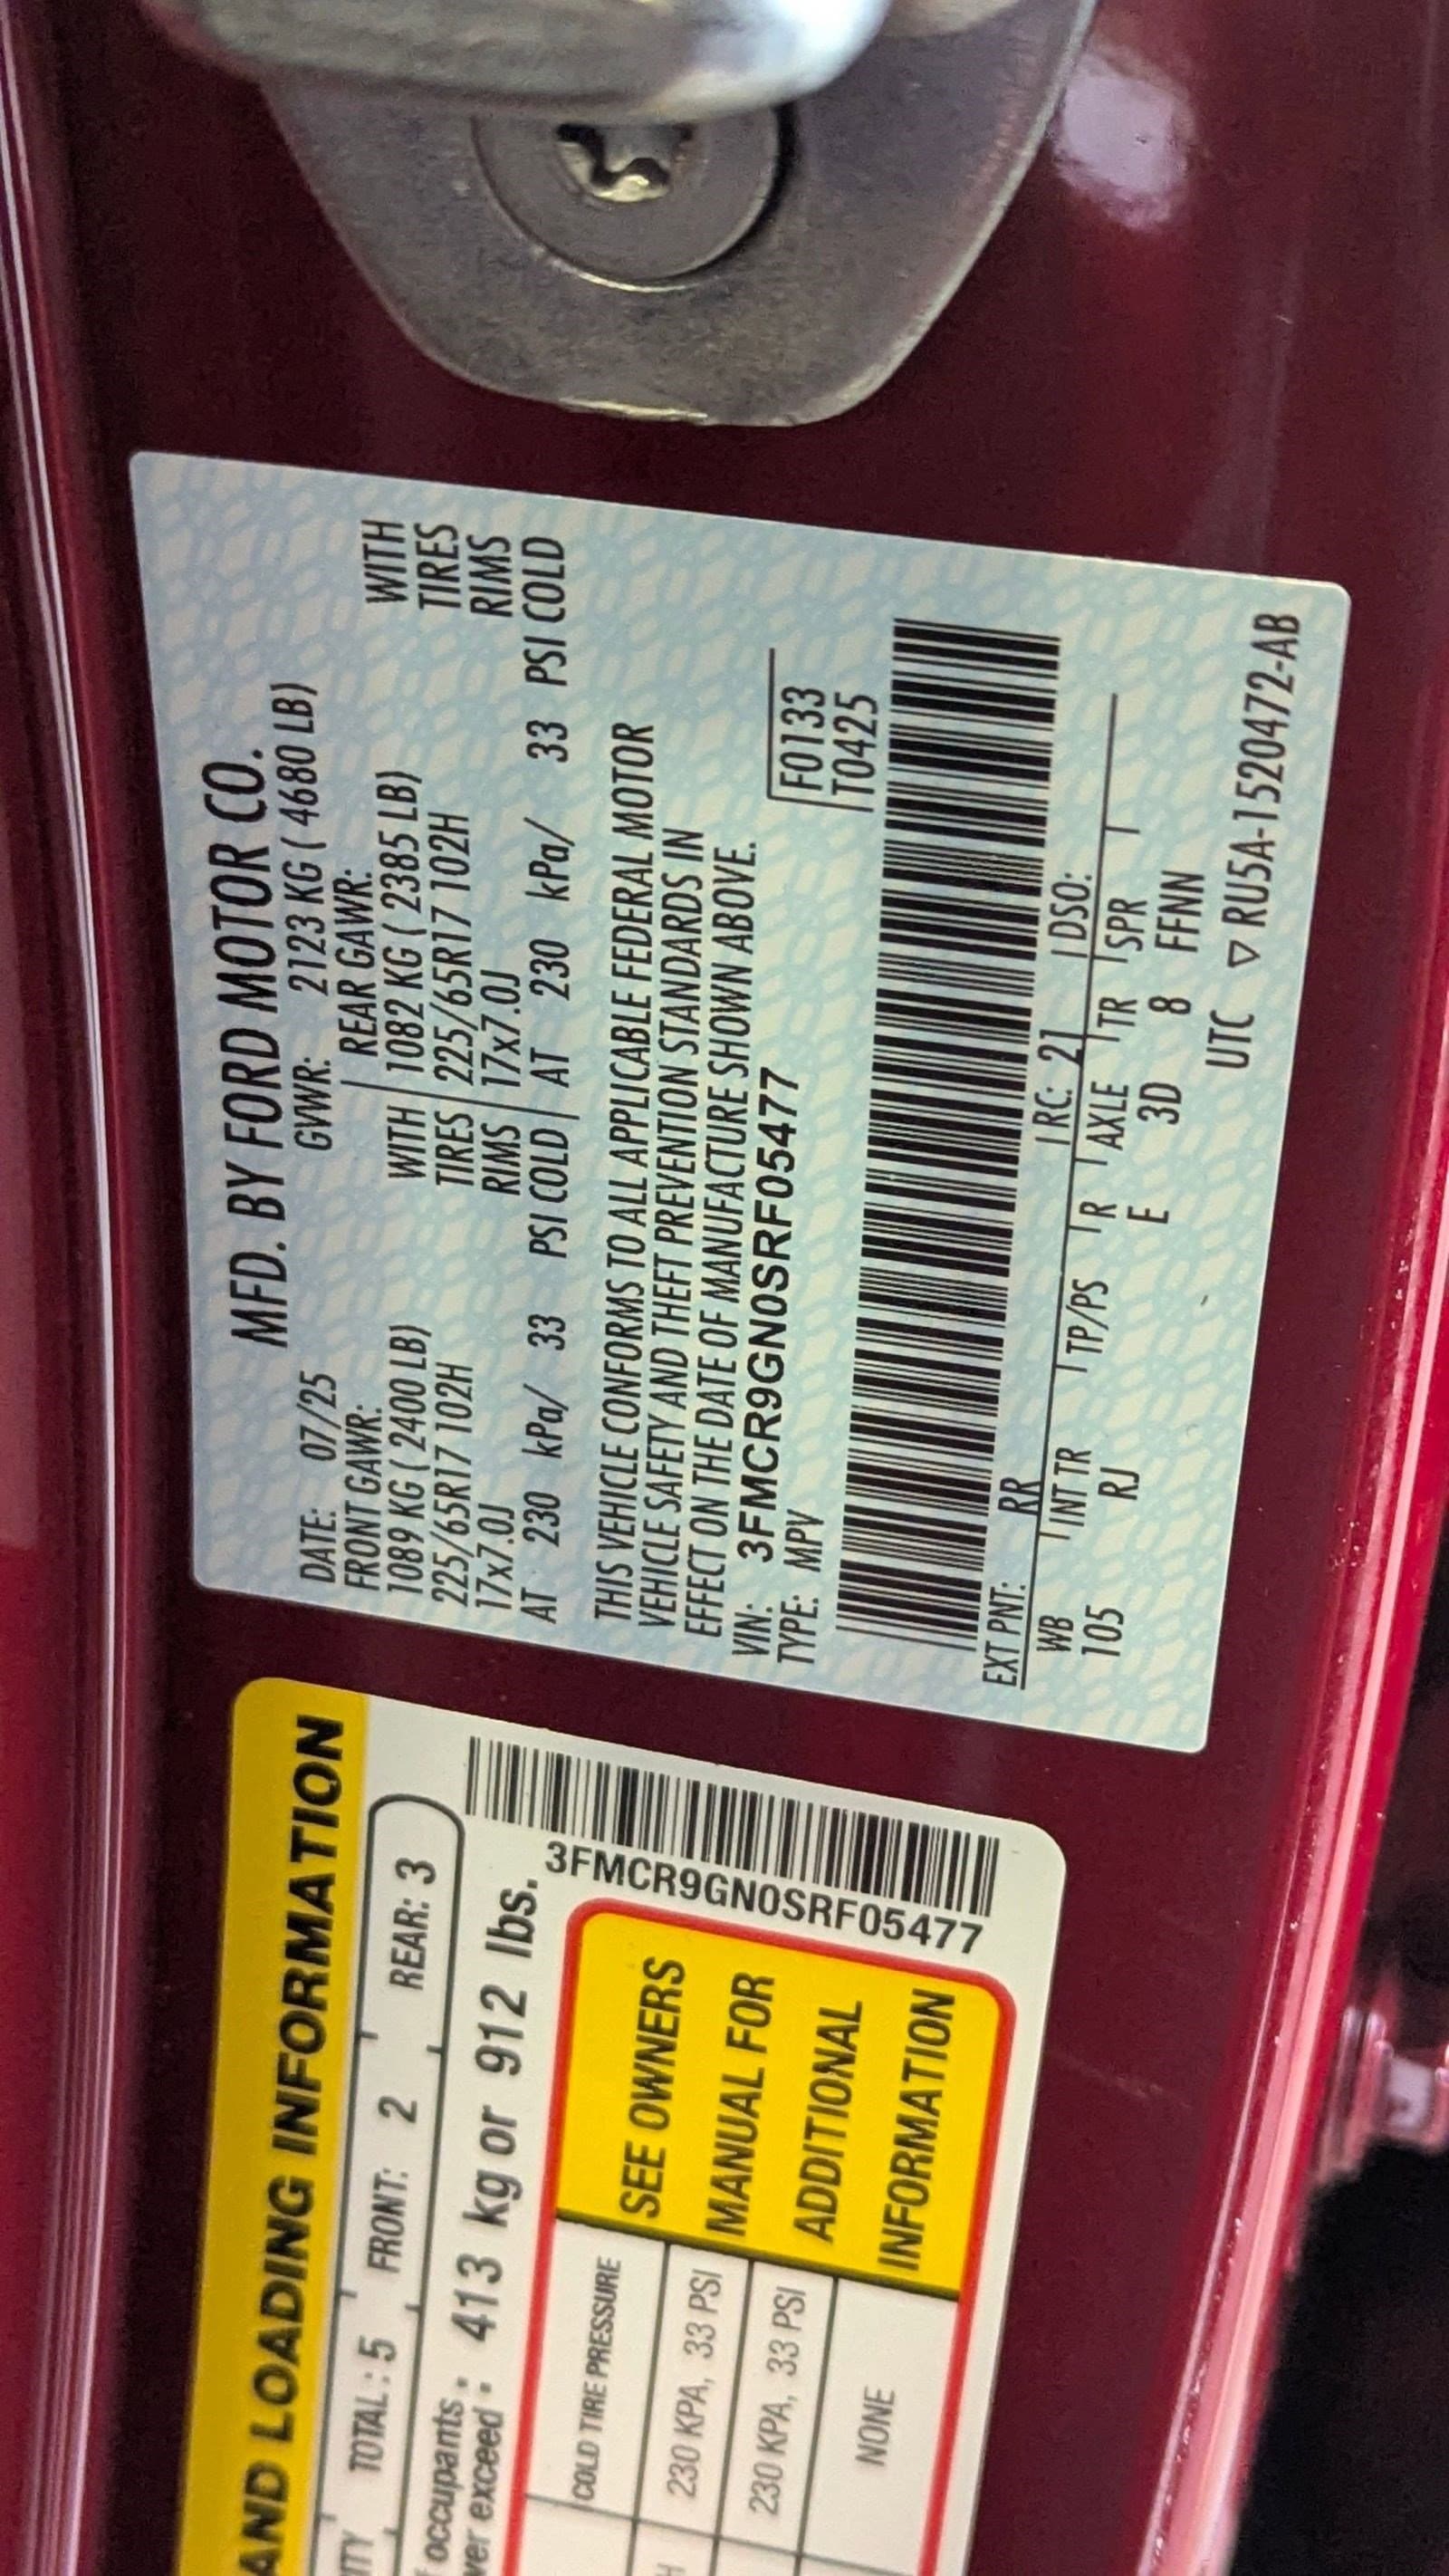 MFD. BY FORD MOTOR CO.
DATE: 07/25 GVWR: 2123 KG ( 4680 LB)
FRONT GAWR: REAR GAWR:
1089 KG ( 2400 LB) WITH 1082 KG ( 2385 LB) WITH
225/65R17 102H TIRES 225/65R17 102H TIRES
17x7.0J RIMS 17x7.0J RIMS
AT 230 kPa/ 33 PSI COLD AT 230 kPa/ 33 PSI COLD
THIS VEHICLE CONFORMS TO ALL APPLICABLE FEDERAL MOTOR
VEHICLE SAFETY AND THEFT PREVENTION STANDARDS IN
EFFECT ON THE DATE OF MANUFACTURE SHOWN ABOVE.
VIN: 3FMCR9GN0SRF05477 F0133
TYPE: MPV T0425
EXT PNT: RR RC: 21 DSO:
WB INT TR TP/PS R AXLE TR SPR
105 RJ E 3D 8 FFNN
UTC ▽ RU5A-1520472-AB
AND LOADING INFORMATION
TOTAL : 5 FRONT: 2 REAR: 3
occupants :
exceed : 413 kg or 912 lbs.
3FMCR9GN0SRF05477
COLD TIRE PRESSURE
230 KPA, 33 PSI
230 KPA, 33 PSI
NONE
SEE OWNERS
MANUAL FOR
ADDITIONAL
INFORMATION